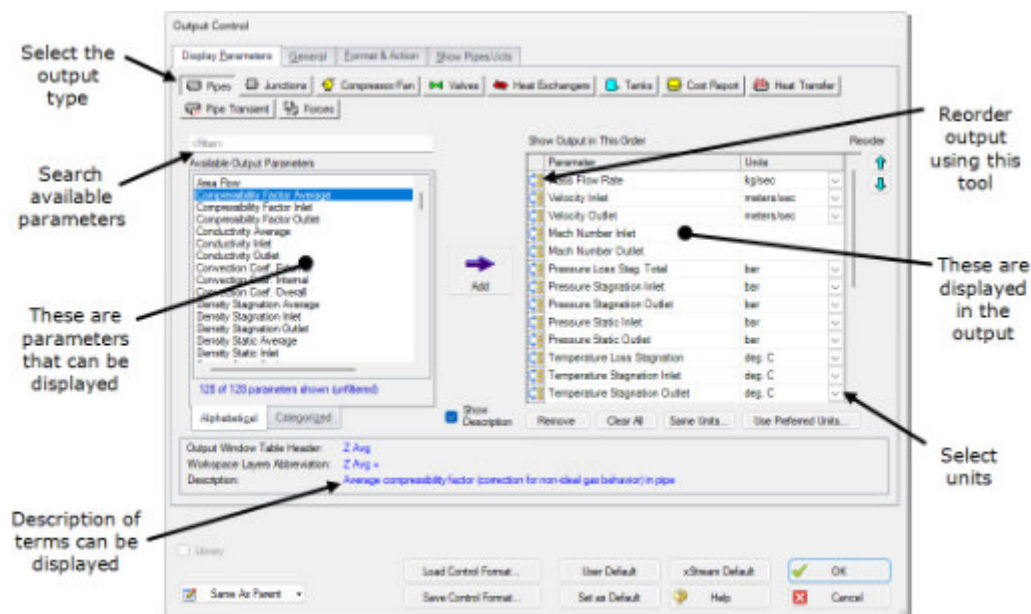 Output Control
Display Parameters General Format & Action Show Pipes/Jcts
Select the
output
type
Pipes Junctions Compressor/Fan Valves Heat Exchangers Tanks Cost Report Heat Transfer
Pipe Transient Forces
Search
available
parameters
<filter>
Available Output Parameters
Area Flow
Compressibility Factor Average
Compressibility Factor Inlet
Compressibility Factor Outlet
Conductivity Average
Conductivity Inlet
Conductivity Outlet
Convection Coef.
Convection Coef. Internal
Convection Coef. Overall
Density Stagnation Average
Density Stagnation Inlet
Density Stagnation Outlet
Density Static Average
Density Static Inlet
These are
parameters
that can be
displayed
128 of 128 parameters shown (unfiltered)
Alphabetical Categorized
Add
Show
Description
Show Output in This Order
Reorder
Parameter Units
Mass Flow Rate kg/sec
Velocity Inlet meters/sec
Velocity Outlet meters/sec
Mach Number Inlet
Mach Number Outlet
Pressure Loss Stag. Total bar
Pressure Stagnation Inlet bar
Pressure Stagnation Outlet bar
Pressure Static Inlet bar
Pressure Static Outlet bar
Temperature Loss Stagnation deg. C
Temperature Stagnation Inlet deg. C
Temperature Stagnation Outlet deg. C
Remove Clear All Same Units... Use Preferred Units...
Reorder
output
using this
tool
These are
displayed
in the
output
Select
units
Output Window Table Header: Z Avg
Workspace Layers Abbreviation: Z Avg =
Description: Average compressibility factor (correction for non-ideal gas behavior) in pipe
Description of
terms can be
displayed
Library
Load Control Format... User Default xStream Default OK
Same As Parent Save Control Format... Set as Default Help Cancel